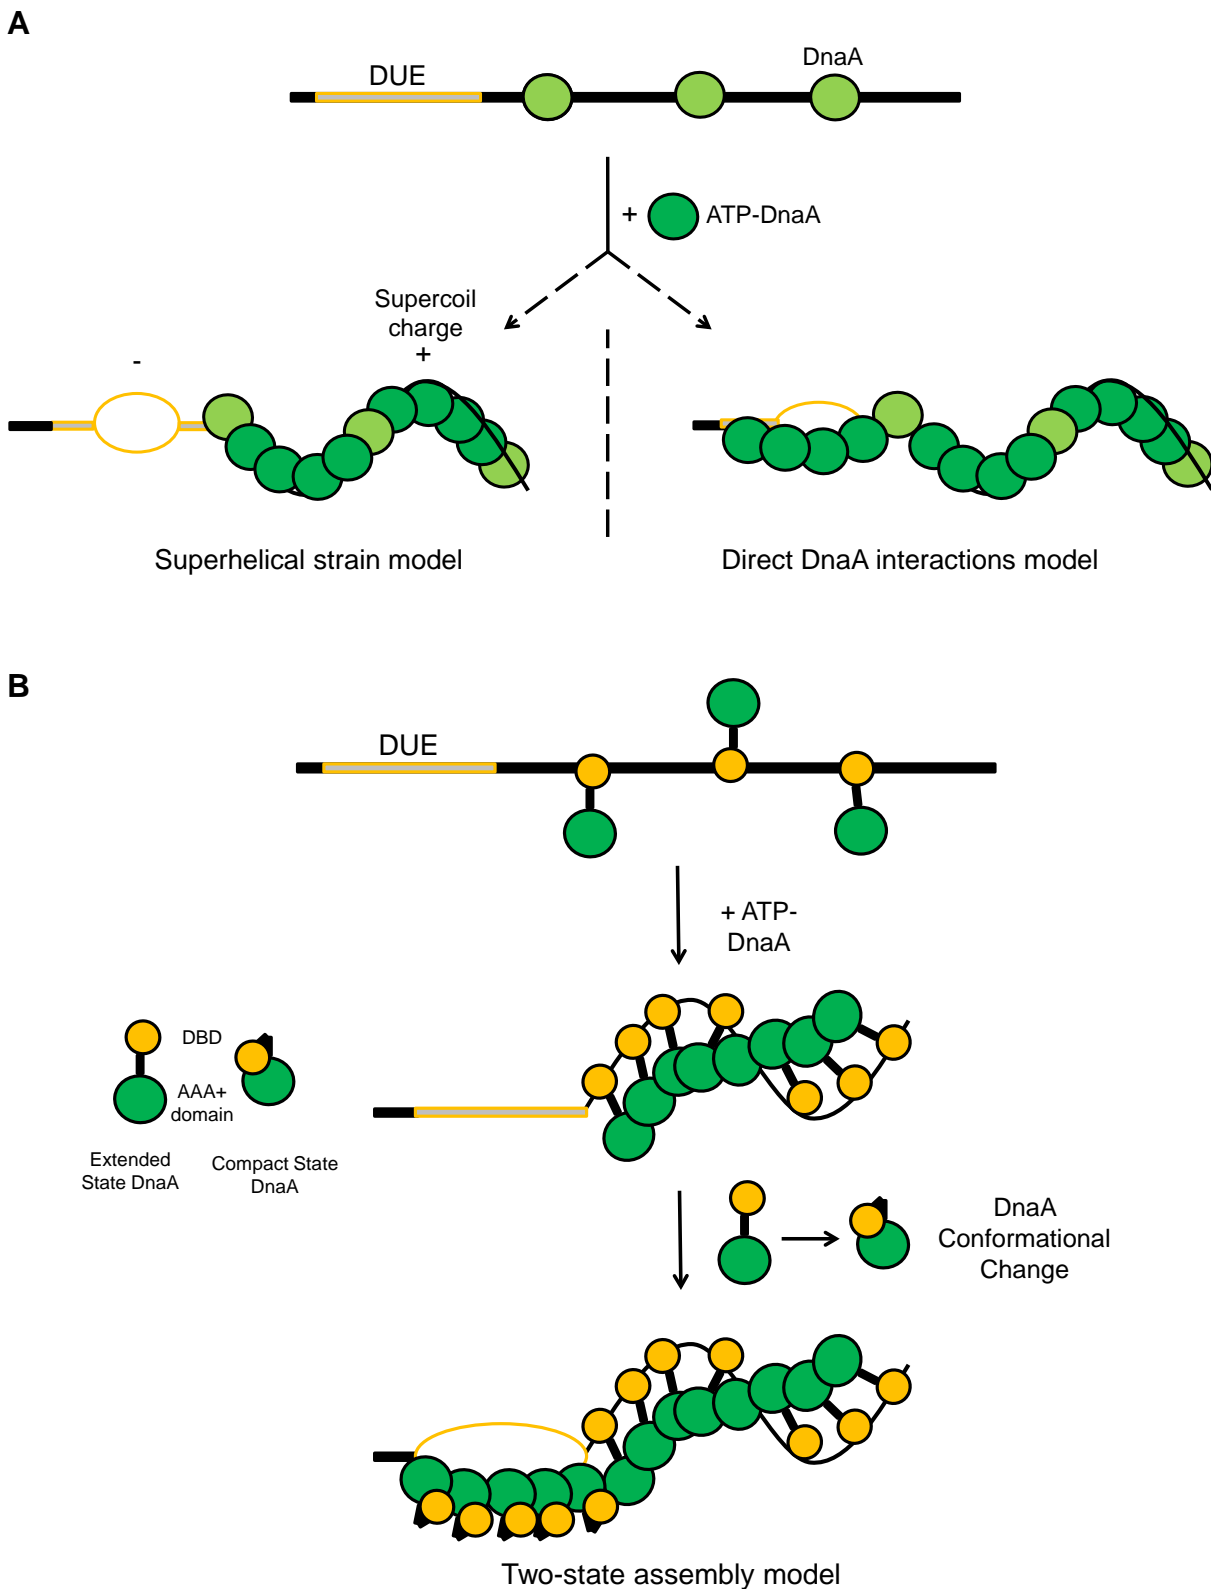 A
DUE
DnaA
+
ATP-DnaA
Supercoil
charge
+
-
Superhelical strain model
Direct DnaA interactions model
B
DUE
+ ATP-
DnaA
DBD
AAA+
domain
Extended
State DnaA
Compact State
DnaA
DnaA
Conformational
Change
Two-state assembly model